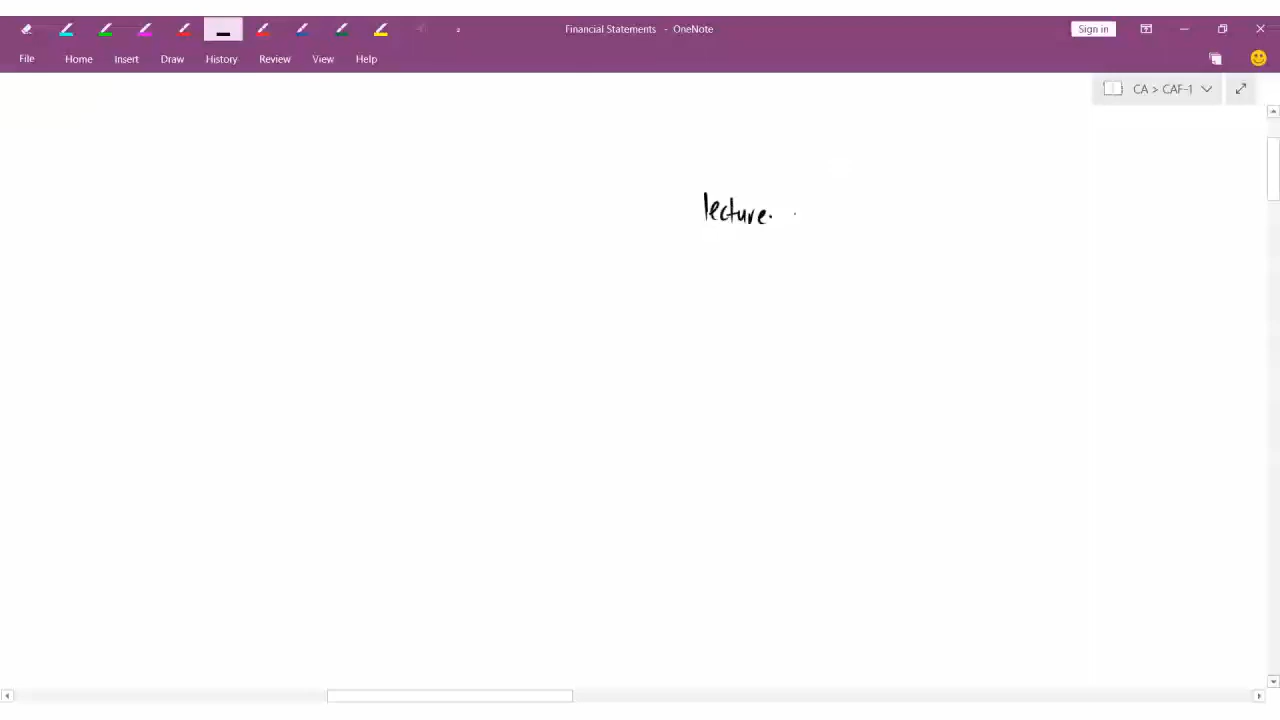 Financial Statements - OneNote
Sign in
File Home Insert Draw History Review View Help
CA > CAF-1
lecture.